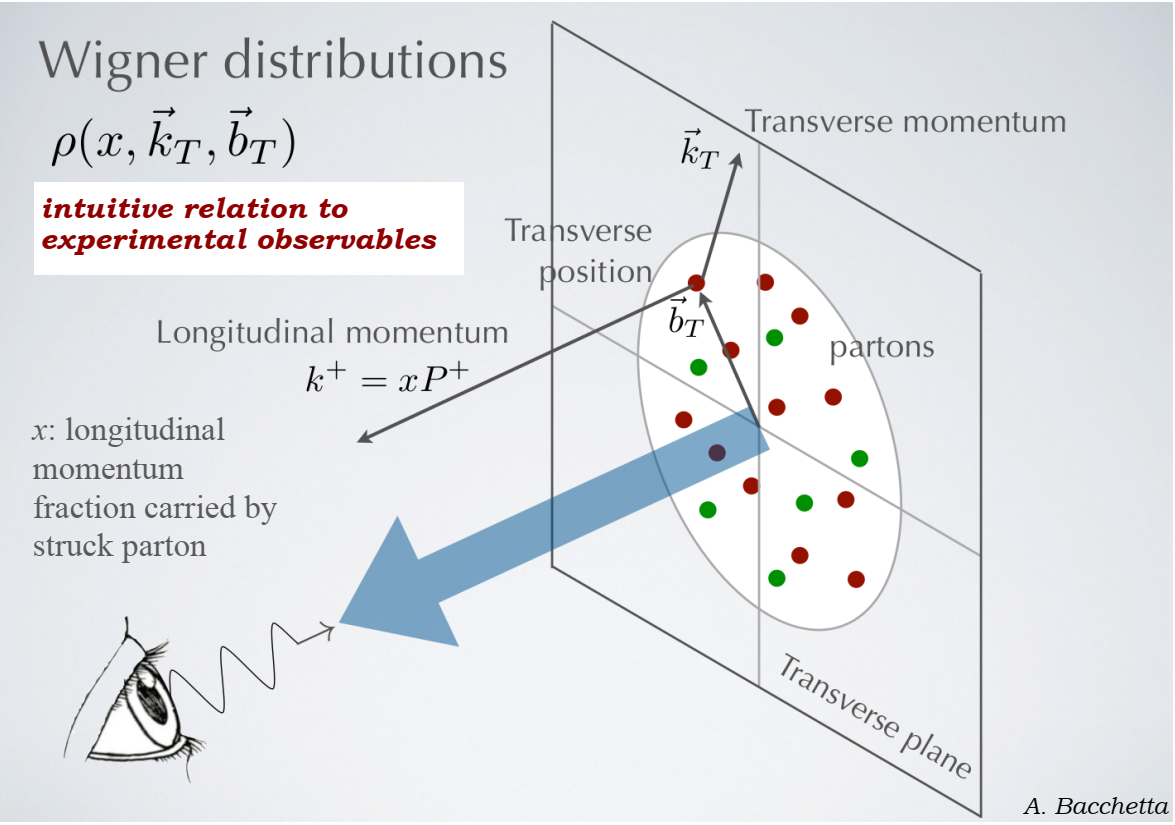 Wigner distributions
ρ(x, k⃗_T, b⃗_T)
intuitive relation to
experimental observables
Transverse momentum
k⃗_T
Transverse
position
b⃗_T
Longitudinal momentum
k⁺ = xP⁺
partons
x: longitudinal
momentum
fraction carried by
struck parton
Transverse plane
A. Bacchetta